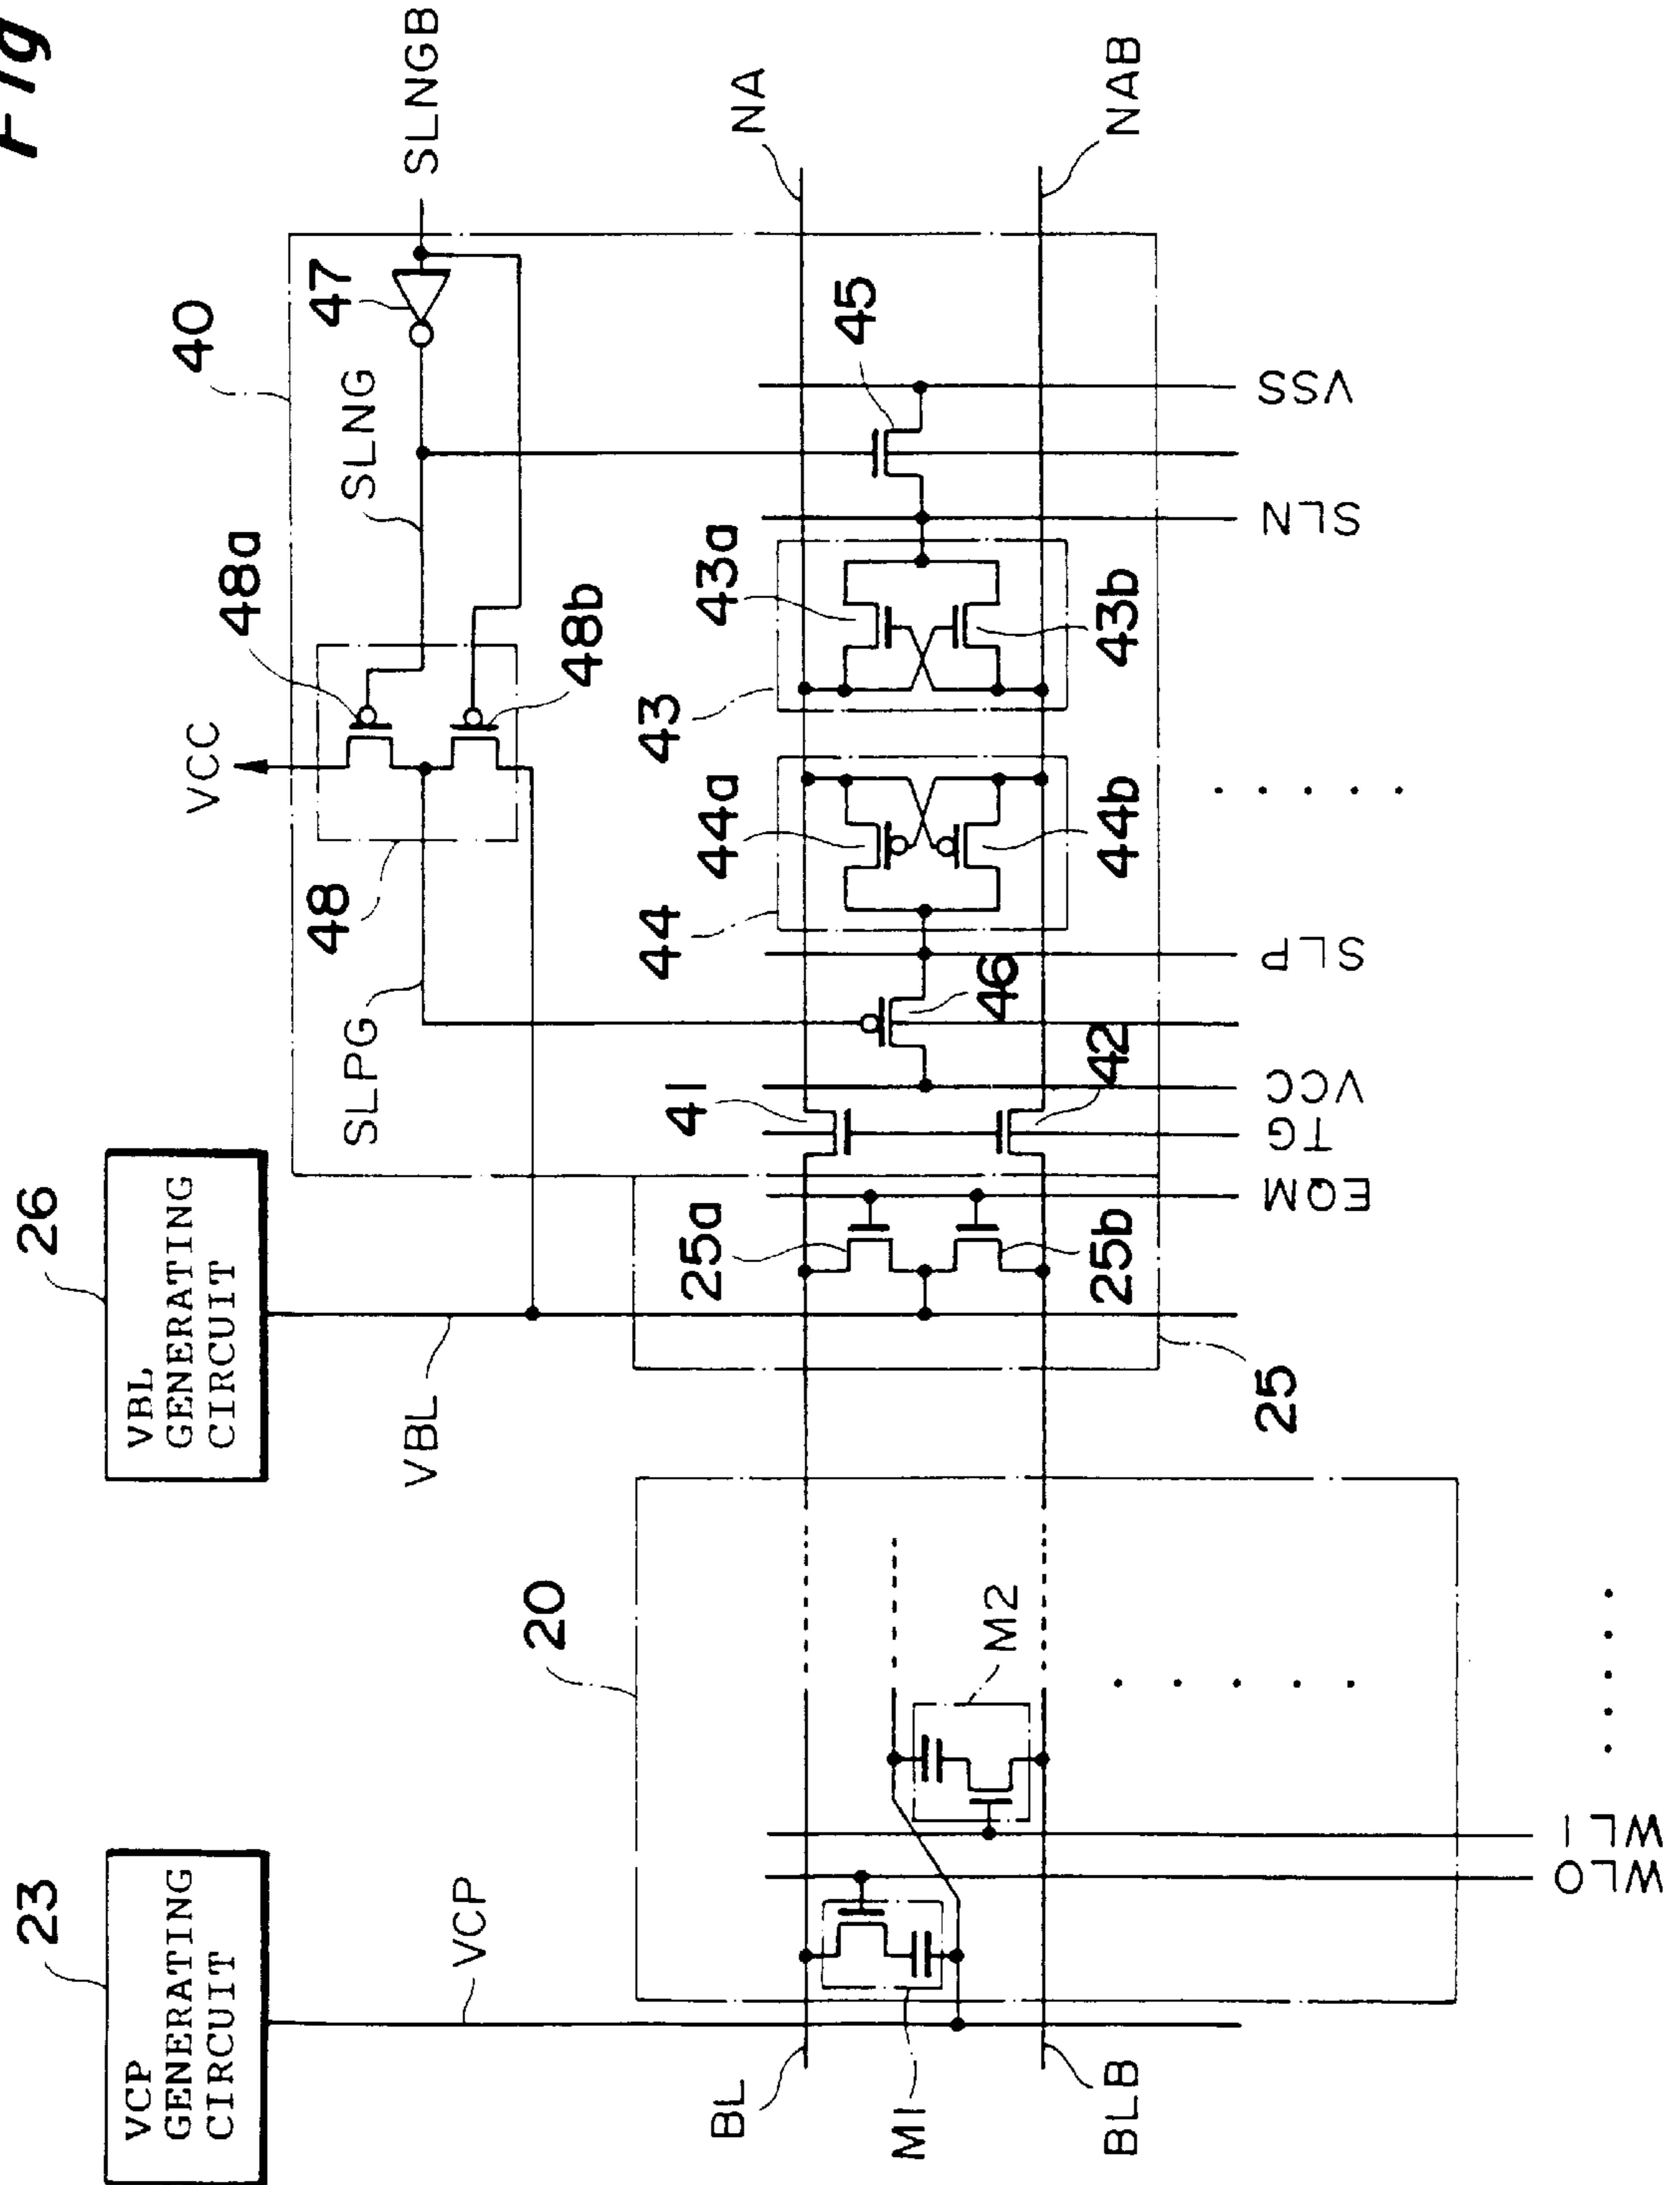 Fig
23
VCP
GENERATING
CIRCUIT
26
VBL
GENERATING
CIRCUIT
VCP
VBL
SLPG
48
VCC
48a
48b
SLNG
47
40
SLNGB
20
44
44a
44b
43
43a
43b
45
46
41
42
25a
25b
25
NA
NAB
BL
BLB
M1
M2
WL0
WL1
EQM
TG
VCC
SLP
SLN
VSS